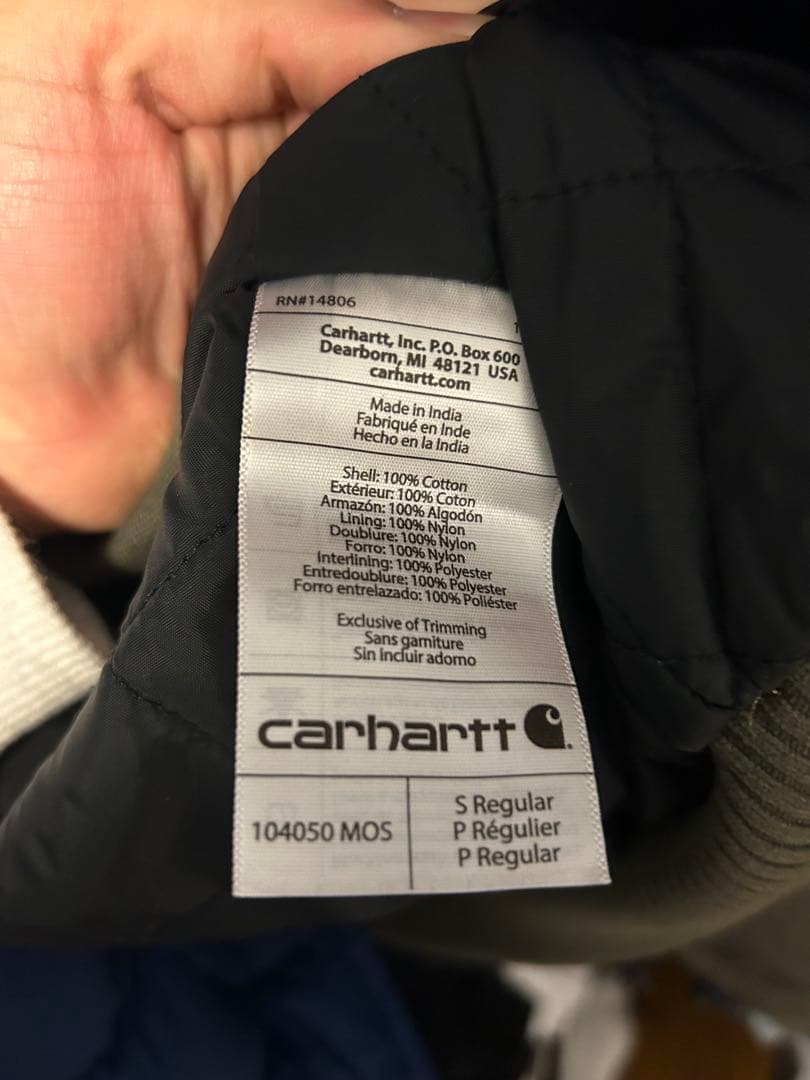 RN#14806
Carhartt, Inc. P.O. Box 600
Dearborn, MI 48121 USA
carhartt.com
Made in India
Fabriqué en Inde
Hecho en la India
Shell: 100% Cotton
Extérieur: 100% Coton
Armazón: 100% Algodón
Lining: 100% Nylon
Doublure: 100% Nylon
Forro: 100% Nylon
Interlining: 100% Polyester
Entredoublure: 100% Polyester
Forro entrelazado: 100% Poliéster
Exclusive of Trimming
Sans garniture
Sin incluir adorno
carhartt
104050 MOS
S Regular
P Régulier
P Regular